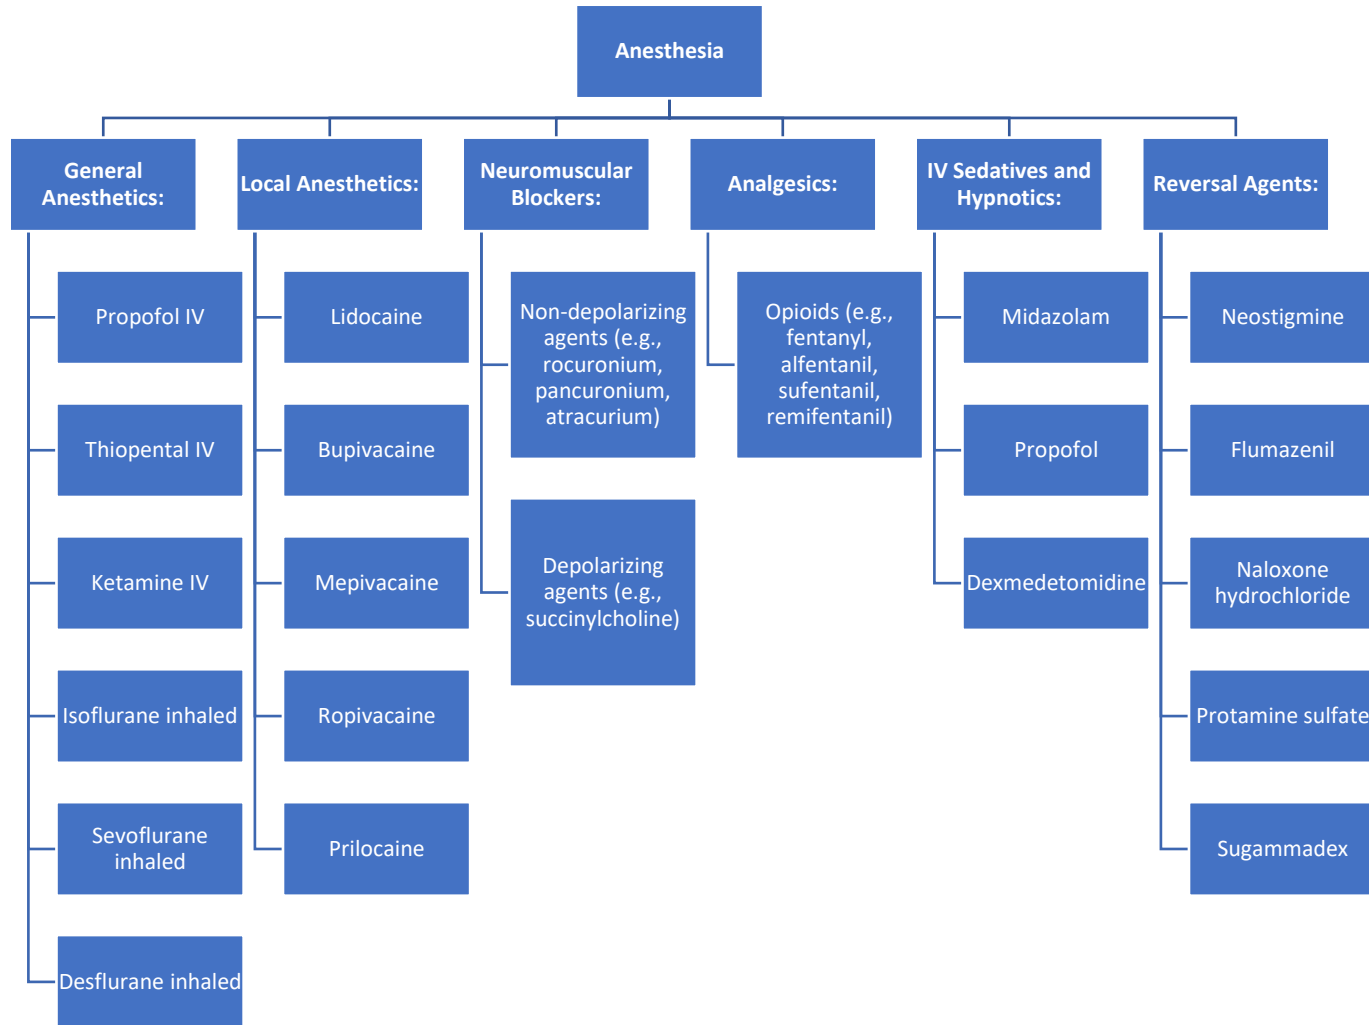 Anesthesia
General
Anesthetics:
Propofol IV
Thiopental IV
Ketamine IV
Isoflurane inhaled
Sevoflurane
inhaled
Desflurane inhaled
Local Anesthetics:
Lidocaine
Bupivacaine
Mepivacaine
Ropivacaine
Prilocaine
Neuromuscular
Blockers:
Non-depolarizing
agents (e.g.,
rocuronium,
pancuronium,
atracurium)
Depolarizing
agents (e.g.,
succinylcholine)
Analgesics:
Opioids (e.g.,
fentanyl,
alfentanil,
sufentanil,
remifentanil)
IV Sedatives and
Hypnotics:
Midazolam
Propofol
Dexmedetomidine
Reversal Agents:
Neostigmine
Flumazenil
Naloxone
hydrochloride
Protamine sulfate
Sugammadex